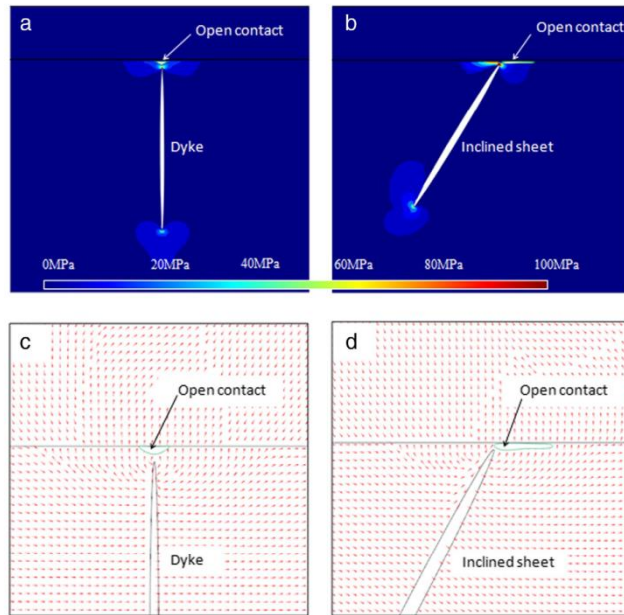 a
Open contact
Dyke
b
Open contact
Inclined sheet
0MPa 20MPa 40MPa 60MPa 80MPa 100MPa
c
Open contact
Dyke
d
Open contact
Inclined sheet